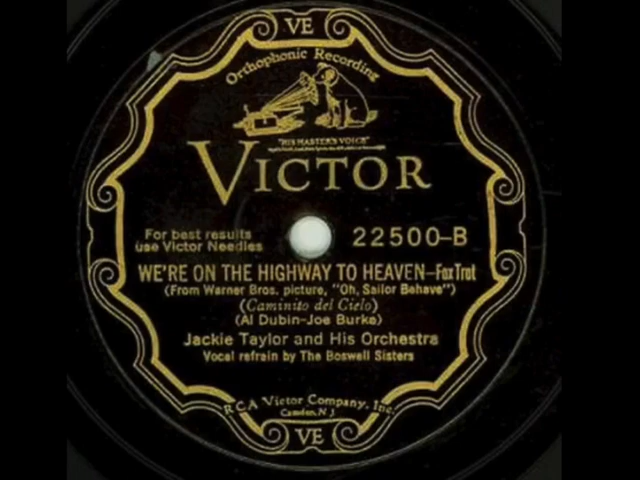 VE
Orthophonic Recording
"HIS MASTER'S VOICE"
VICTOR
For best results
use Victor Needles
22500-B
WE'RE ON THE HIGHWAY TO HEAVEN-Fox Trot
(From Warner Bros. picture, "Oh, Sailor Behave")
(Caminito del Cielo)
(Al Dubin-Joe Burke)
Jackie Taylor and His Orchestra
Vocal refrain by The Boswell Sisters
RCA Victor Company, Inc.
Camden, N.J.
VE